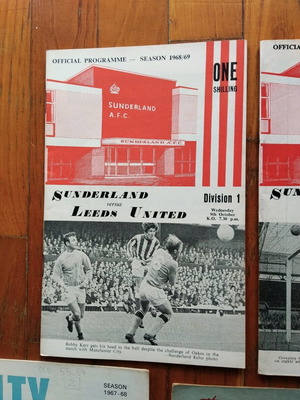 OFFICIAL PROGRAMME — SEASON 1968/69
ONE
SHILLING
SUNDERLAND
A.F.C.
SUNDERLAND A.F.C.
SUNDERLAND
versus
LEEDS UNITED
Division 1
Wednesday
9th October
K.O. 7.30 p.m.
Bobby Kerr gets his head to the ball despite the challenge of Oakes in the
match with Manchester City
Sunderland Echo photo
OFFICIAL
SEASON
1967-68